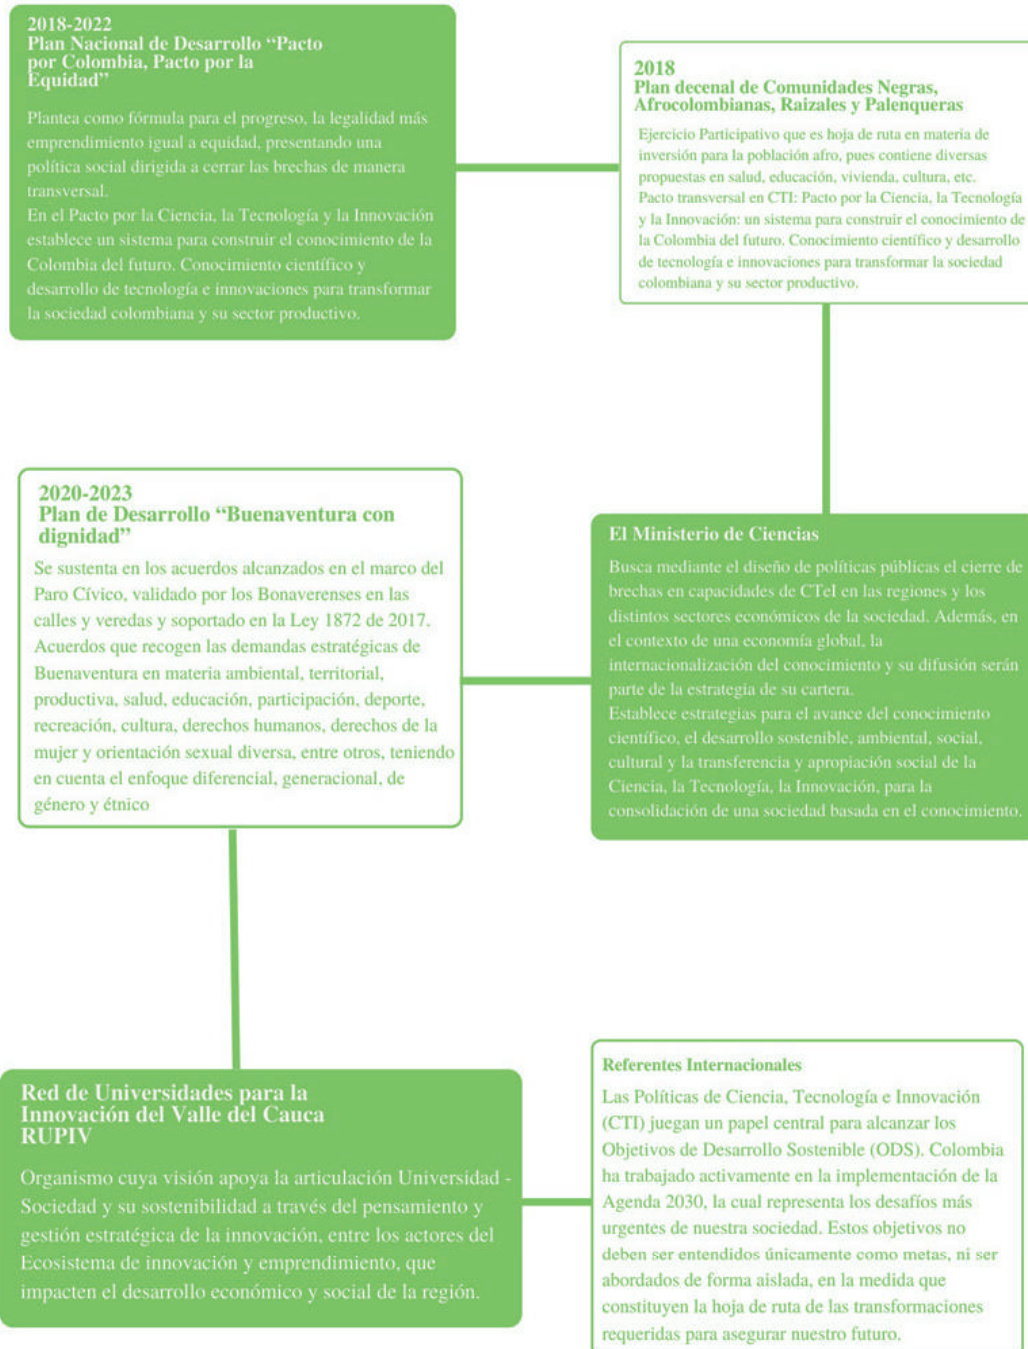 2018-2022
Plan Nacional de Desarrollo “Pacto
por Colombia, Pacto por la
Equidad”
Plantea como fórmula para el progreso, la legalidad más
emprendimiento igual a equidad, presentando una
política social dirigida a cerrar las brechas de manera
transversal.
En el Pacto por la Ciencia, la Tecnología y la Innovación
establece un sistema para construir el conocimiento de la
Colombia del futuro. Conocimiento científico y
desarrollo de tecnología e innovaciones para transformar
la sociedad colombiana y su sector productivo.
2018
Plan decenal de Comunidades Negras,
Afrocolombianas, Raizales y Palenqueras
Ejercicio Participativo que es hoja de ruta en materia de
inversión para la población afro, pues contiene diversas
propuestas en salud, educación, vivienda, cultura, etc.
Pacto transversal en CTI: Pacto por la Ciencia, la Tecnología
y la Innovación: un sistema para construir el conocimiento de
la Colombia del futuro. Conocimiento científico y desarrollo
de tecnología e innovaciones para transformar la sociedad
colombiana y su sector productivo.
2020-2023
Plan de Desarrollo “Buenaventura con
dignidad”
Se sustenta en los acuerdos alcanzados en el marco del
Paro Cívico, validado por los Bonaverenses en las
calles y veredas y soportado en la Ley 1872 de 2017.
Acuerdos que recogen las demandas estratégicas de
Buenaventura en materia ambiental, territorial,
productiva, salud, educación, participación, deporte,
recreación, cultura, derechos humanos, derechos de la
mujer y orientación sexual diversa, entre otros, teniendo
en cuenta el enfoque diferencial, generacional, de
género y étnico
El Ministerio de Ciencias
Busca mediante el diseño de políticas públicas el cierre de
brechas en capacidades de CTeI en las regiones y los
distintos sectores económicos de la sociedad. Además, en
el contexto de una economía global, la
internacionalización del conocimiento y su difusión serán
parte de la estrategia de su cartera.
Establece estrategias para el avance del conocimiento
científico, el desarrollo sostenible, ambiental, social,
cultural y la transferencia y apropiación social de la
Ciencia, la Tecnología, la Innovación, para la
consolidación de una sociedad basada en el conocimiento.
Red de Universidades para la
Innovación del Valle del Cauca
RUPIV
Organismo cuya visión apoya la articulación Universidad -
Sociedad y su sostenibilidad a través del pensamiento y
gestión estratégica de la innovación, entre los actores del
Ecosistema de innovación y emprendimiento, que
impacten el desarrollo económico y social de la región.
Referentes Internacionales
Las Políticas de Ciencia, Tecnología e Innovación
(CTI) juegan un papel central para alcanzar los
Objetivos de Desarrollo Sostenible (ODS). Colombia
ha trabajado activamente en la implementación de la
Agenda 2030, la cual representa los desafíos más
urgentes de nuestra sociedad. Estos objetivos no
deben ser entendidos únicamente como metas, ni ser
abordados de forma aislada, en la medida que
constituyen la hoja de ruta de las transformaciones
requeridas para asegurar nuestro futuro.